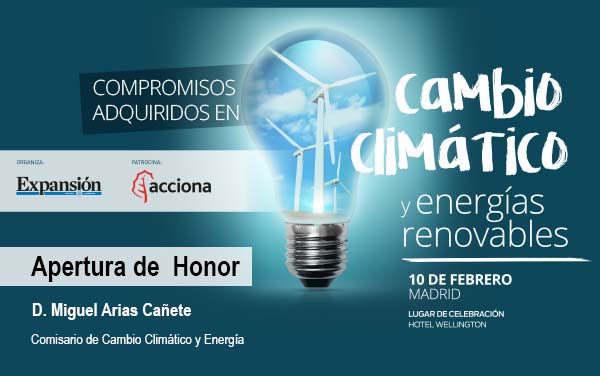 COMPROMISOS
ADQUIRIDOS EN
CAMBIO
CLIMÁTICO
y energías
renovables
ORGANIZA:
Expansión
PATROCINA:
acciona
Apertura de Honor
D. Miguel Arias Cañete
Comisario de Cambio Climático y Energía
10 DE FEBRERO
MADRID
LUGAR DE CELEBRACIÓN
HOTEL WELLINGTON